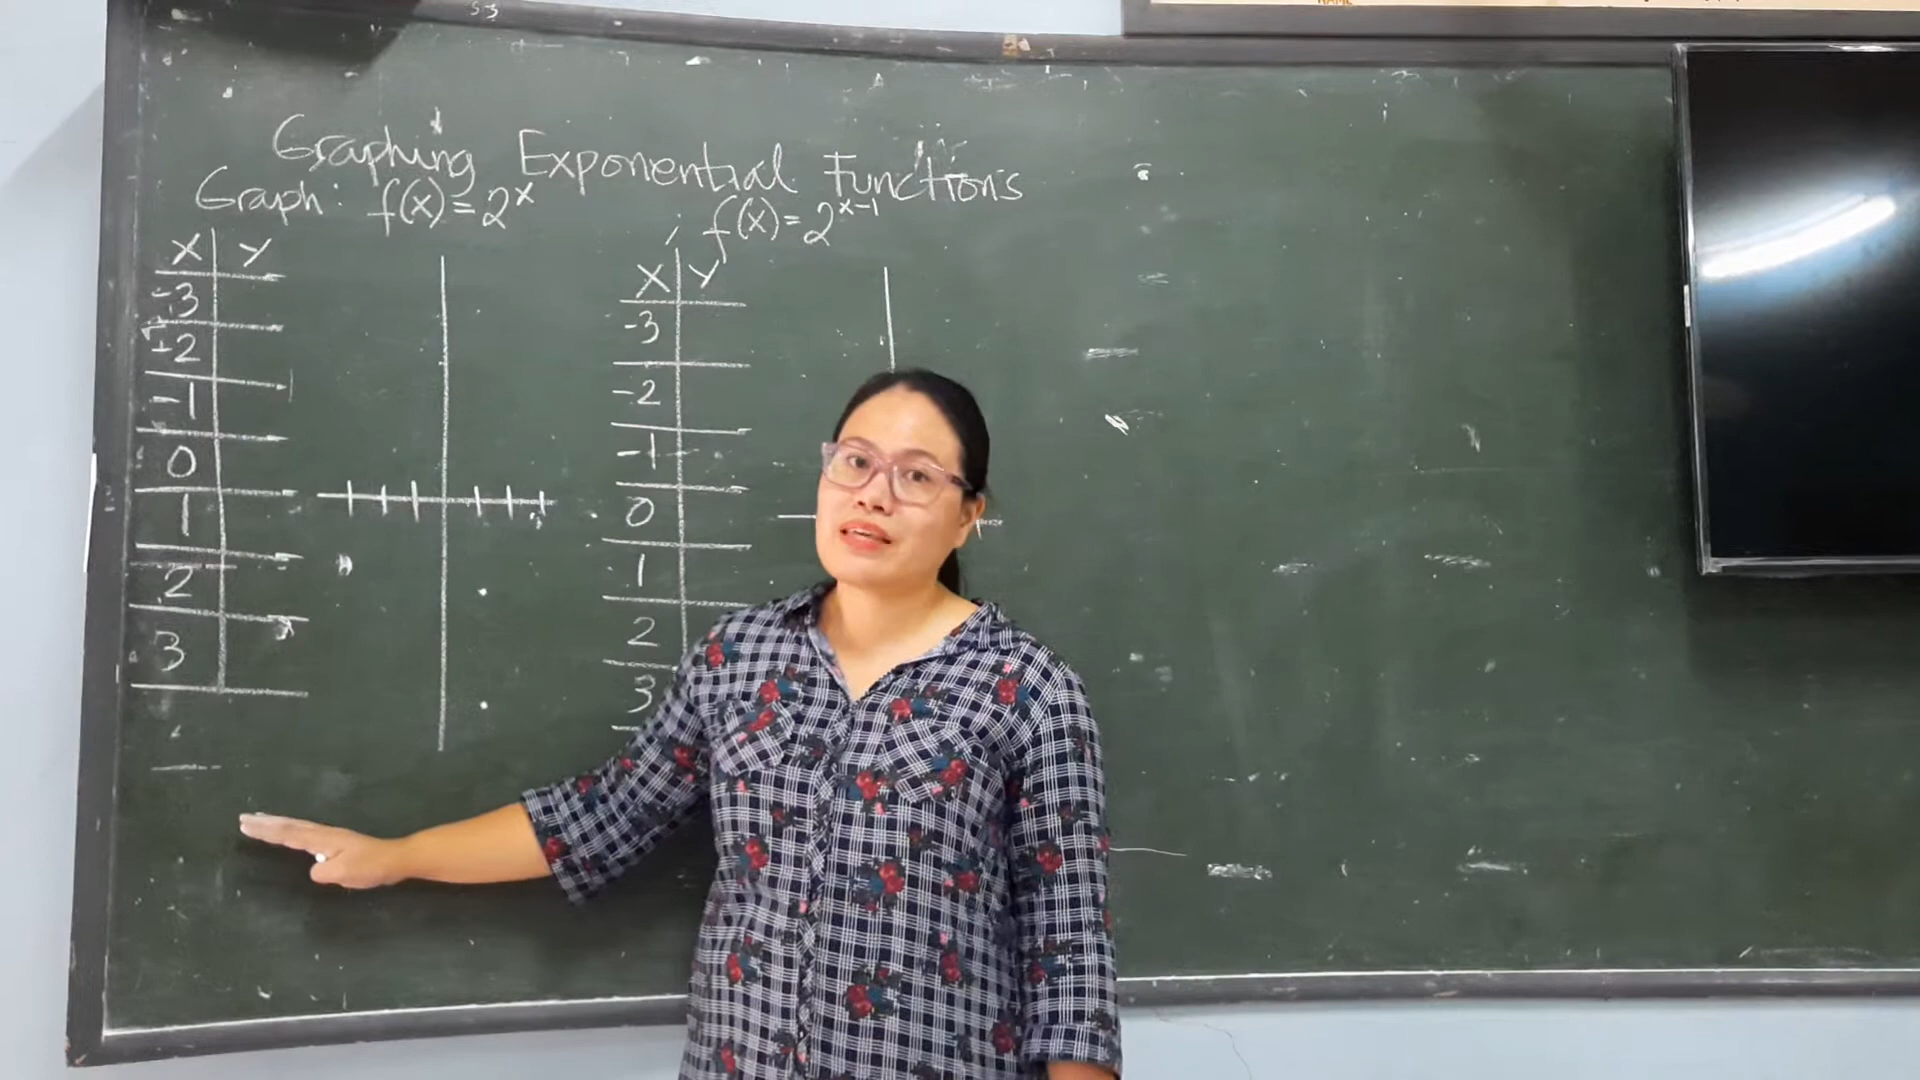 NAME
Graphing Exponential Functions
Graph: f(x)=2^x
; f(x)=2^x-1
X Y
-3
-2
-1
0
1
2
3
X Y
-3
-2
-1
0
1
2
3